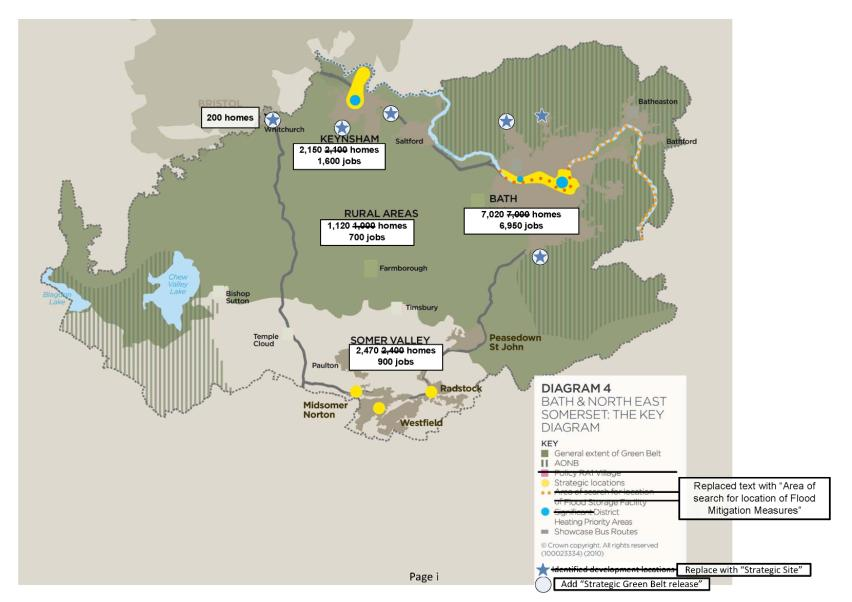 BRISTOL
200 homes
Whitchurch
Batheaston
KEYNSHAM
Saltford
Bathford
2,150 2,100 homes
1,600 jobs
BATH
7,020 7,000 homes
6,950 jobs
RURAL AREAS
1,120 1,000 homes
700 jobs
Farmborough
Chew
Valley
Lake
Blagdon
Lake
Bishop
Sutton
Timsbury
Temple
Cloud
SOMER VALLEY
2,470 2,400 homes
900 jobs
Peasedown
St John
Paulton
Radstock
Midsomer
Norton
Westfield
DIAGRAM 4
BATH & NORTH EAST
SOMERSET: THE KEY
DIAGRAM
KEY
General extent of Green Belt
AONB
Policy RA1 Village
Strategic locations
Area of search for location
of Flood Storage Facility
Significant District
Heating Priority Areas
Showcase Bus Routes
© Crown copyright. All rights reserved
(100023334) (2010)
Replaced text with “Area of
search for location of Flood
Mitigation Measures”
Identified development locations Replace with “Strategic Site”
Add “Strategic Green Belt release”
Page i